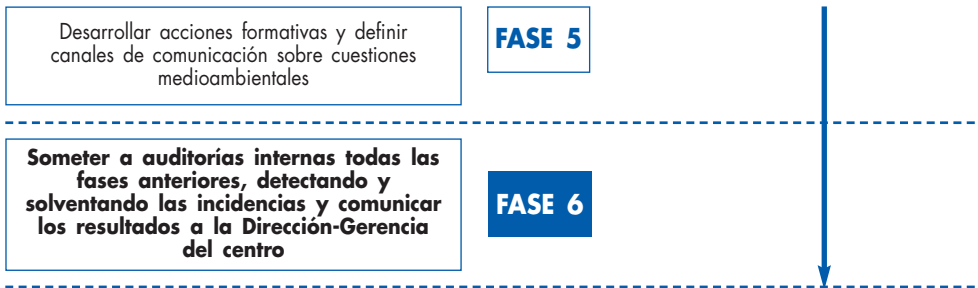 Desarrollar acciones formativas y definir
canales de comunicación sobre cuestiones
medioambientales
FASE 5
Someter a auditorías internas todas las
fases anteriores, detectando y
solventando las incidencias y comunicar
los resultados a la Dirección-Gerencia
del centro
FASE 6